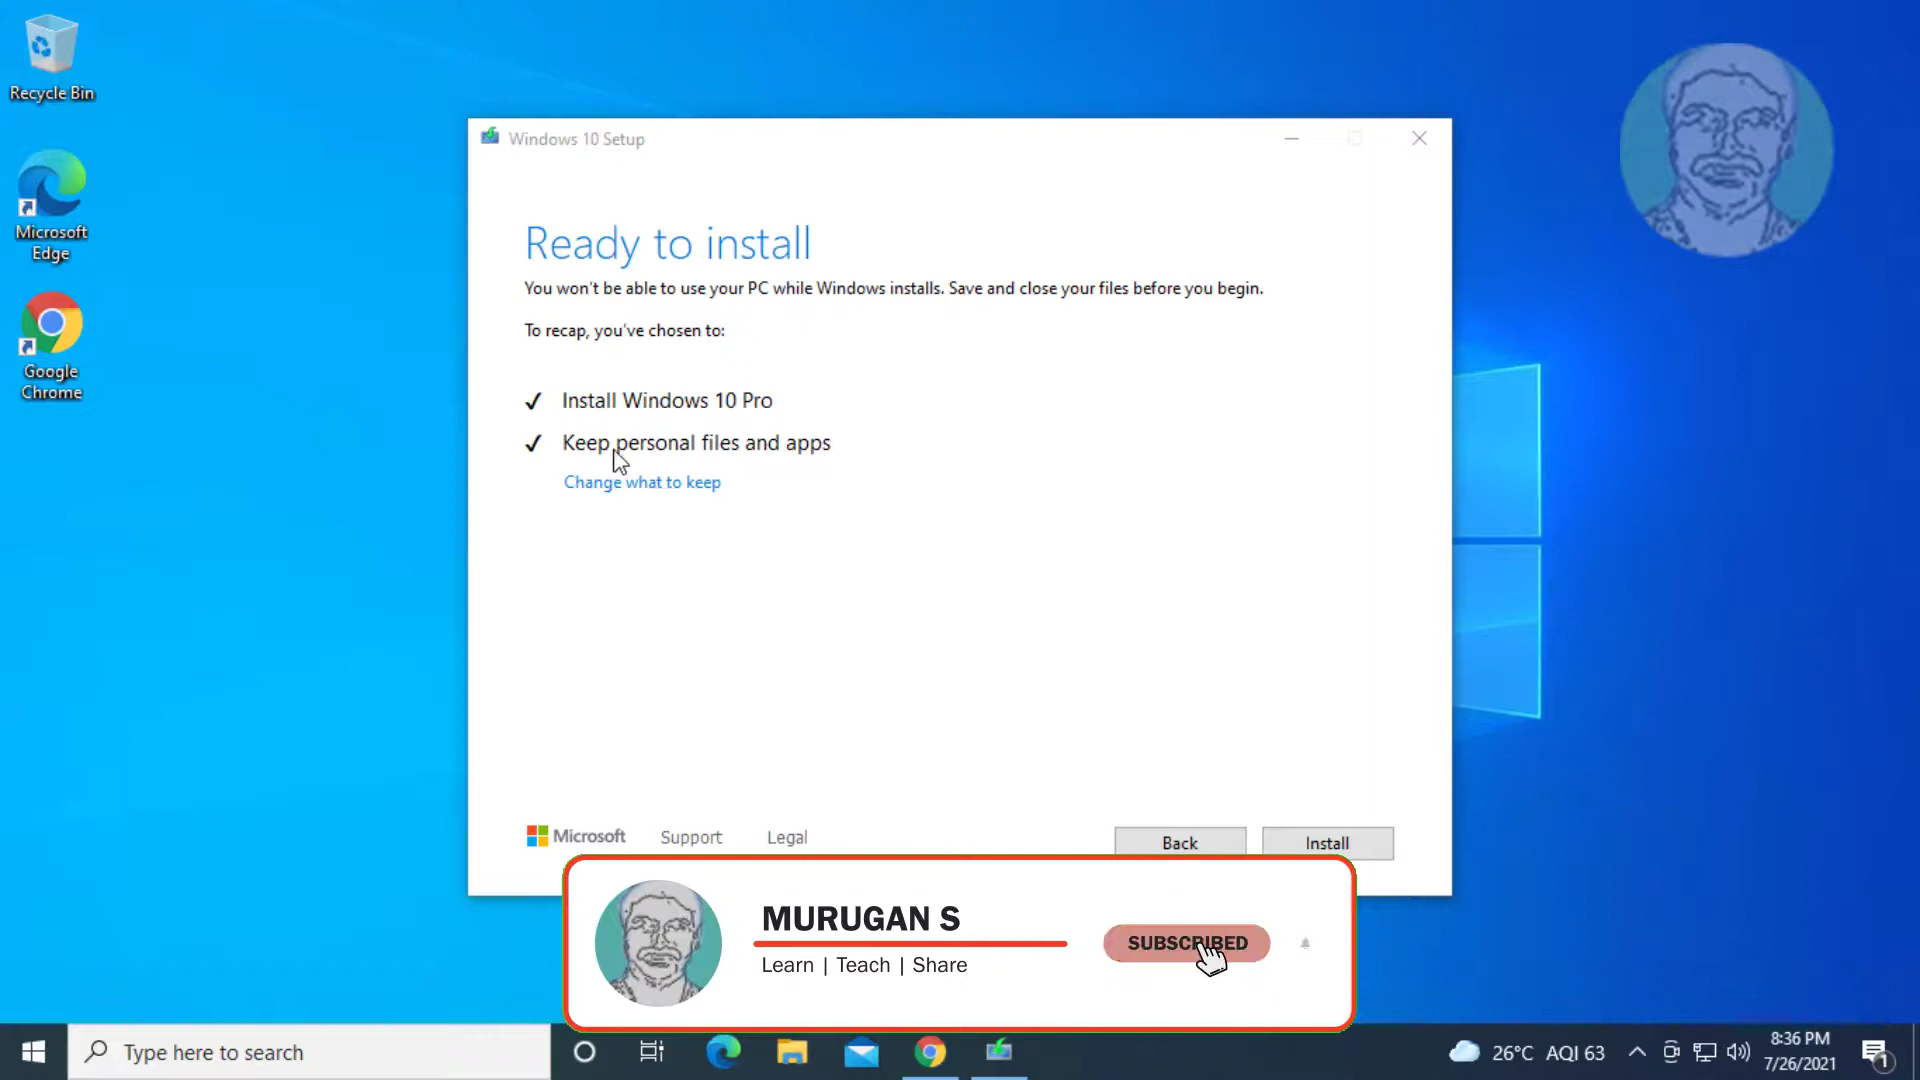 Recycle Bin
Microsoft
Edge
Google
Chrome
Windows 10 Setup
Ready to install
You won't be able to use your PC while Windows installs. Save and close your files before you begin.
To recap, you've chosen to:
Install Windows 10 Pro
Keep personal files and apps
Change what to keep
Microsoft
Support
Legal
Back
Install
MURUGAN S
Learn | Teach | Share
SUBSCRIBED
Type here to search
26°C AQI 63
8:36 PM
7/26/2021
1